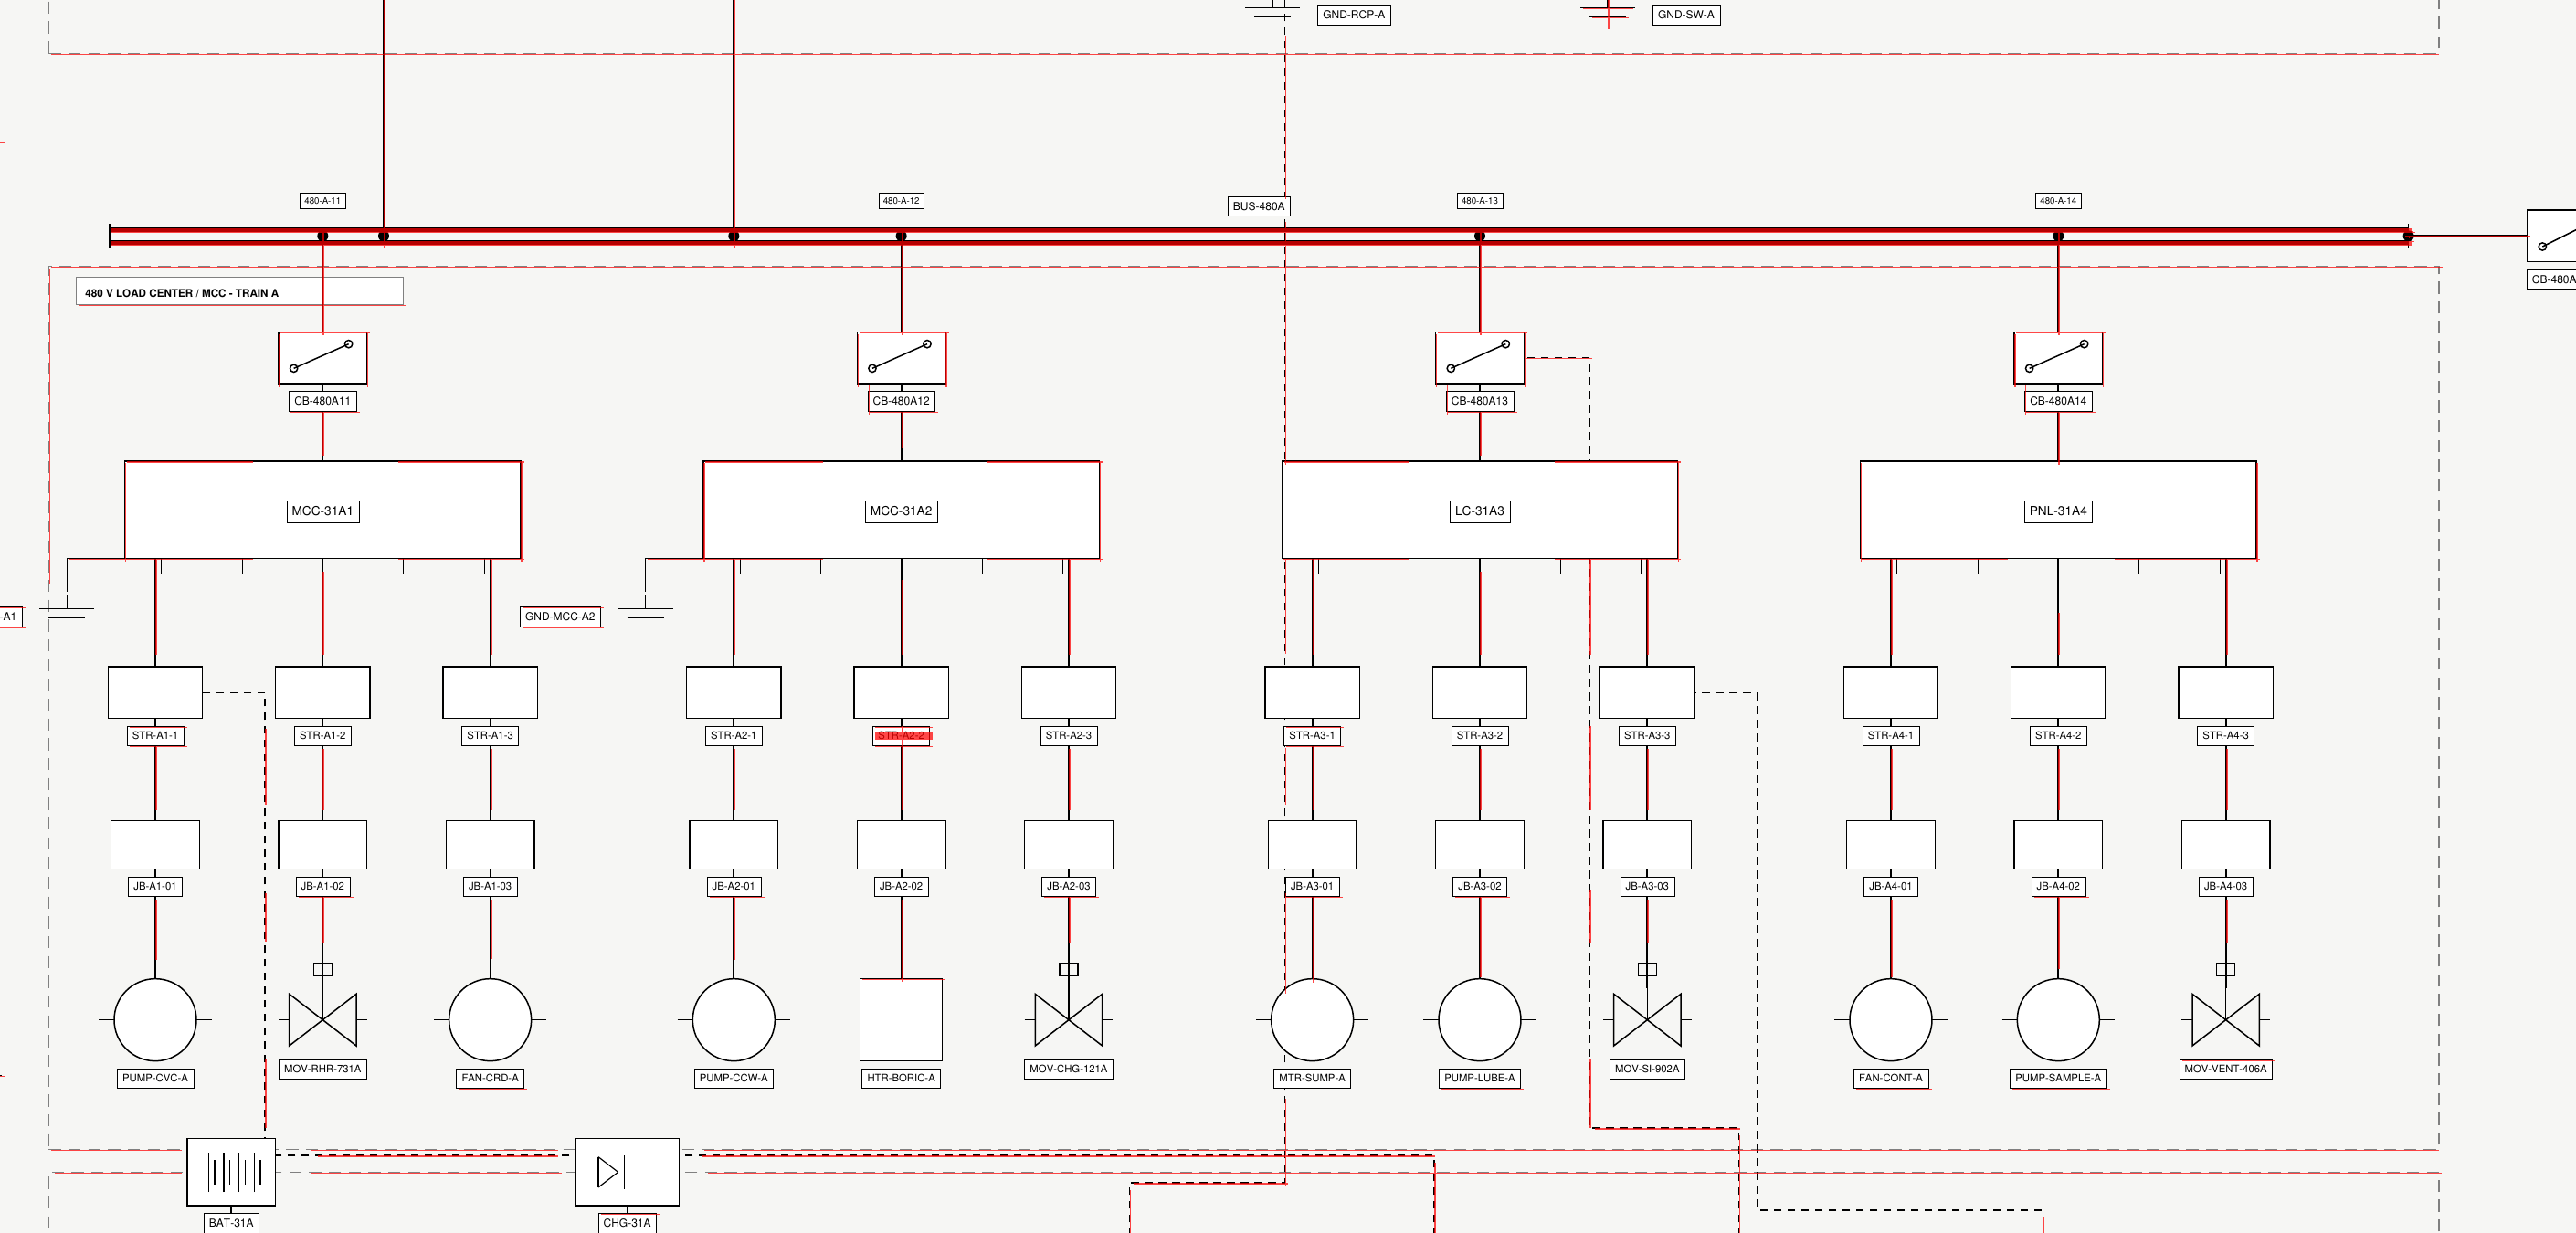 GND-RCP-A
GND-SW-A
480-A-11
480-A-12
BUS-480A
480-A-13
480-A-14
480 V LOAD CENTER / MCC - TRAIN A
CB-480A
CB-480A11
CB-480A12
CB-480A13
CB-480A14
MCC-31A1
MCC-31A2
LC-31A3
PNL-31A4
-A1
GND-MCC-A2
STR-A1-1
STR-A1-2
STR-A1-3
STR-A2-1
STR-A2-2
STR-A2-3
STR-A3-1
STR-A3-2
STR-A3-3
STR-A4-1
STR-A4-2
STR-A4-3
JB-A1-01
JB-A1-02
JB-A1-03
JB-A2-01
JB-A2-02
JB-A2-03
JB-A3-01
JB-A3-02
JB-A3-03
JB-A4-01
JB-A4-02
JB-A4-03
PUMP-CVC-A
MOV-RHR-731A
FAN-CRD-A
PUMP-CCW-A
HTR-BORIC-A
MOV-CHG-121A
MTR-SUMP-A
PUMP-LUBE-A
MOV-SI-902A
FAN-CONT-A
PUMP-SAMPLE-A
MOV-VENT-406A
BAT-31A
CHG-31A